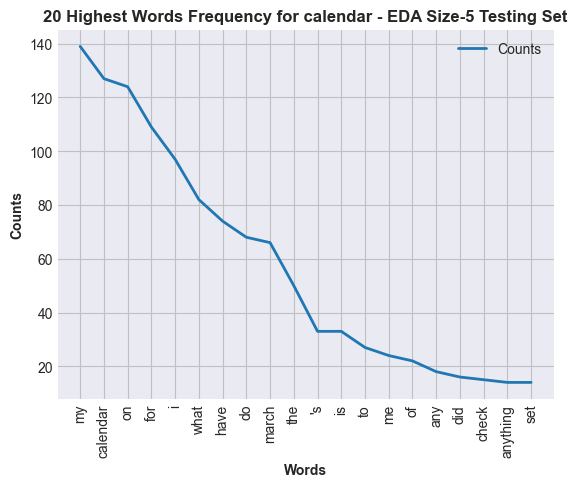 20 Highest Words Frequency for calendar - EDA Size-5 Testing Set
Counts
140
120
100
80
60
40
20
Counts
my
calendar
on
for
i
what
have
do
march
the
's
is
to
me
of
any
did
check
anything
set
Words